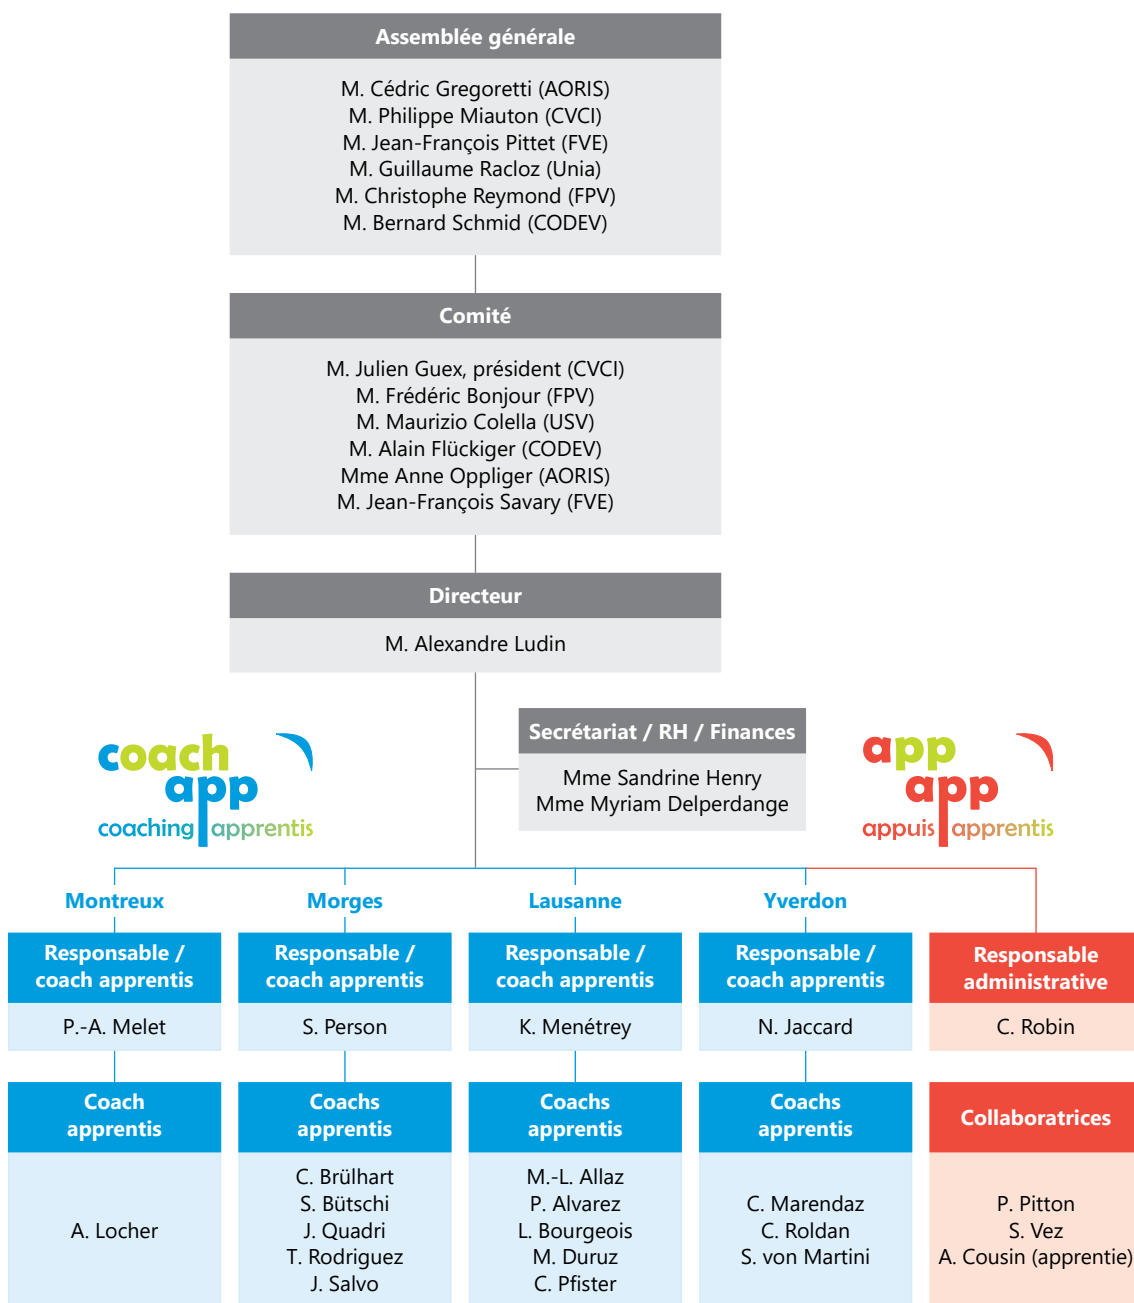 Assemblée générale
M. Cédric Gregoretti (AORIS)
M. Philippe Miauton (CVCI)
M. Jean-François Pittet (FVE)
M. Guillaume Racloz (Unia)
M. Christophe Reymond (FPV)
M. Bernard Schmid (CODEV)
Comité
M. Julien Guex, président (CVCI)
M. Frédéric Bonjour (FPV)
M. Maurizio Colella (USV)
M. Alain Flückiger (CODEV)
Mme Anne Oppliger (AORIS)
M. Jean-François Savary (FVE)
Directeur
M. Alexandre Ludin
Secrétariat / RH / Finances
Mme Sandrine Henry
Mme Myriam Delperdange
coach
app
coaching apprentis
app
app
appuis apprentis
Montreux
Responsable /
coach apprentis
P.-A. Melet
Coach
apprentis
A. Locher
Morges
Responsable /
coach apprentis
S. Person
Coachs
apprentis
C. Brülhart
S. Bütschi
J. Quadri
T. Rodriguez
J. Salvo
Lausanne
Responsable /
coach apprentis
K. Menétrey
Coachs
apprentis
M.-L. Allaz
P. Alvarez
L. Bourgeois
M. Duruz
C. Pfister
Yverdon
Responsable /
coach apprentis
N. Jaccard
Coachs
apprentis
C. Marendaz
C. Roldan
S. von Martini
Responsable
administrative
C. Robin
Collaboratrices
P. Pitton
S. Vez
A. Cousin (apprentie)